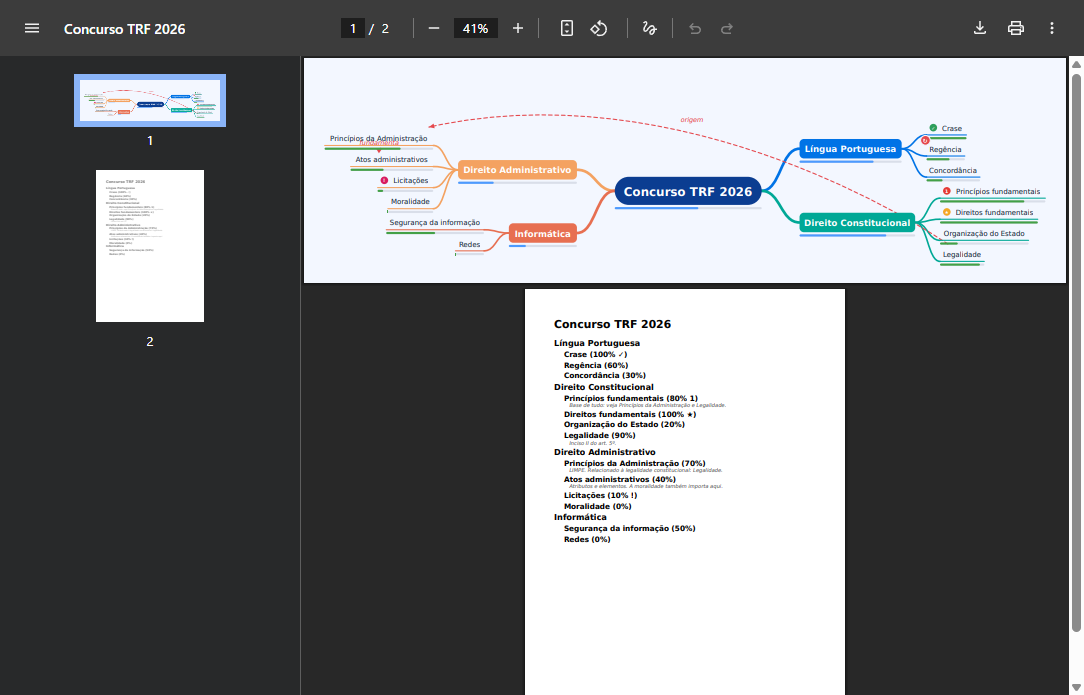 Concurso TRF 2026
1 / 2
41%
1
2
origem
Princípios da Administração
fundamenta
Atos administrativos
Licitações
Moralidade
Direito Administrativo
Segurança da informação
Redes
Informática
Concurso TRF 2026
Língua Portuguesa
Crase
Regência
Concordância
Direito Constitucional
Princípios fundamentais
Direitos fundamentais
Organização do Estado
Legalidade
Concurso TRF 2026
Língua Portuguesa
Crase (100% ✓)
Regência (60%)
Concordância (30%)
Direito Constitucional
Princípios fundamentais (80% 1)
Base de tudo: veja Princípios da Administração e Legalidade.
Direitos fundamentais (100% ★)
Organização do Estado (20%)
Legalidade (90%)
Inciso II do art. 5º.
Direito Administrativo
Princípios da Administração (70%)
LIMPE. Relacionado à legalidade constitucional: Legalidade.
Atos administrativos (40%)
Atributos e elementos. A moralidade também importa aqui.
Licitações (10% !)
Moralidade (0%)
Informática
Segurança da informação (50%)
Redes (0%)